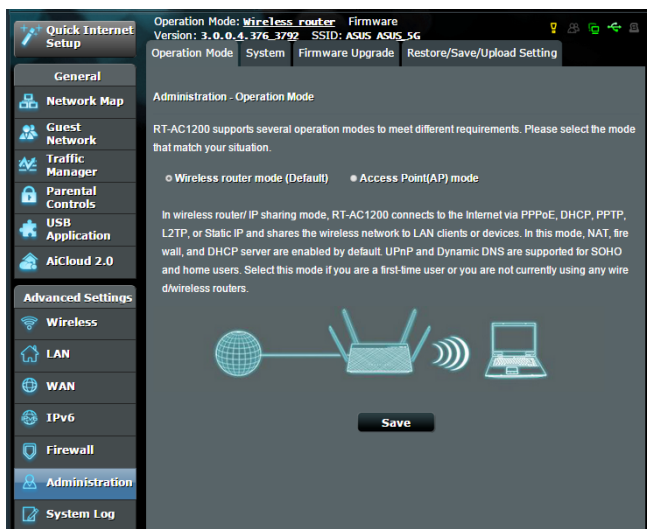 Quick Internet
Setup
General
Network Map
Guest
Network
Traffic
Manager
Parental
Controls
USB
Application
AiCloud 2.0
Advanced Settings
Wireless
LAN
WAN
IPv6
Firewall
Administration
System Log
Operation Mode: Wireless router Firmware
Version: 3.0.0.4.376_3792 SSID: ASUS ASUS_5G
Operation Mode System Firmware Upgrade Restore/Save/Upload Setting
Administration - Operation Mode
RT-AC1200 supports several operation modes to meet different requirements. Please select the mode
that match your situation.
Wireless router mode (Default) Access Point(AP) mode
In wireless router/ IP sharing mode, RT-AC1200 connects to the Internet via PPPoE, DHCP, PPTP,
L2TP, or Static IP and shares the wireless network to LAN clients or devices. In this mode, NAT, fire
wall, and DHCP server are enabled by default. UPnP and Dynamic DNS are supported for SOHO
and home users. Select this mode if you are a first-time user or you are not currently using any wire
d/wireless routers.
Save